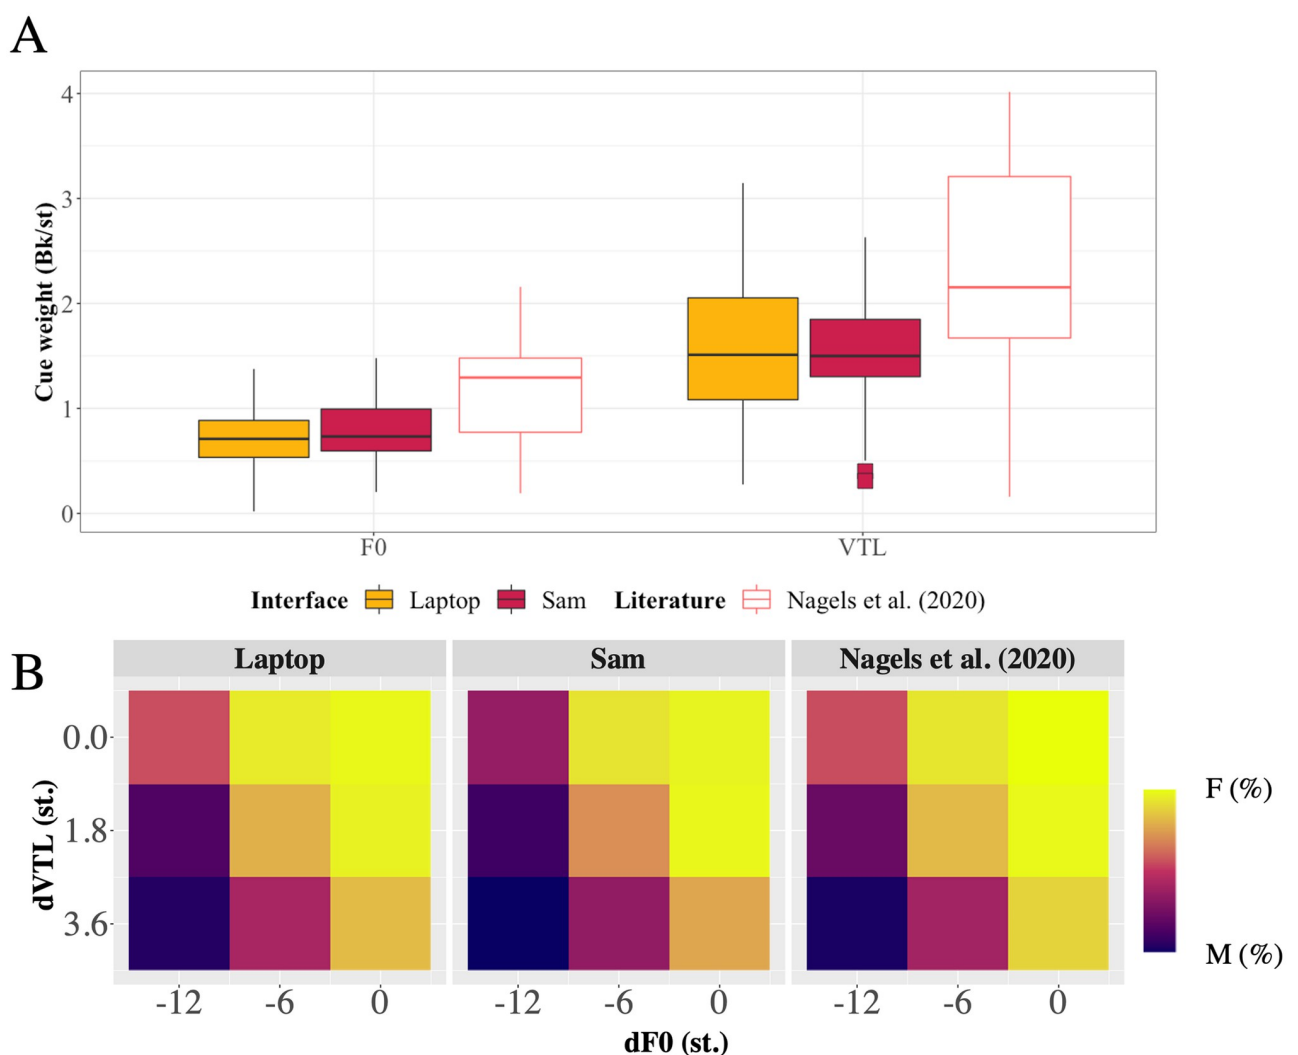 A
Cue weight (Bk/st)
4
3
2
1
0
F0 VTL
Interface Laptop Sam Literature Nagels et al. (2020)
B
Laptop Sam Nagels et al. (2020)
dVTL (st.)
0.0
1.8
3.6
F (%)
M (%)
-12 -6 0 -12 -6 0 -12 -6 0
dF0 (st.)